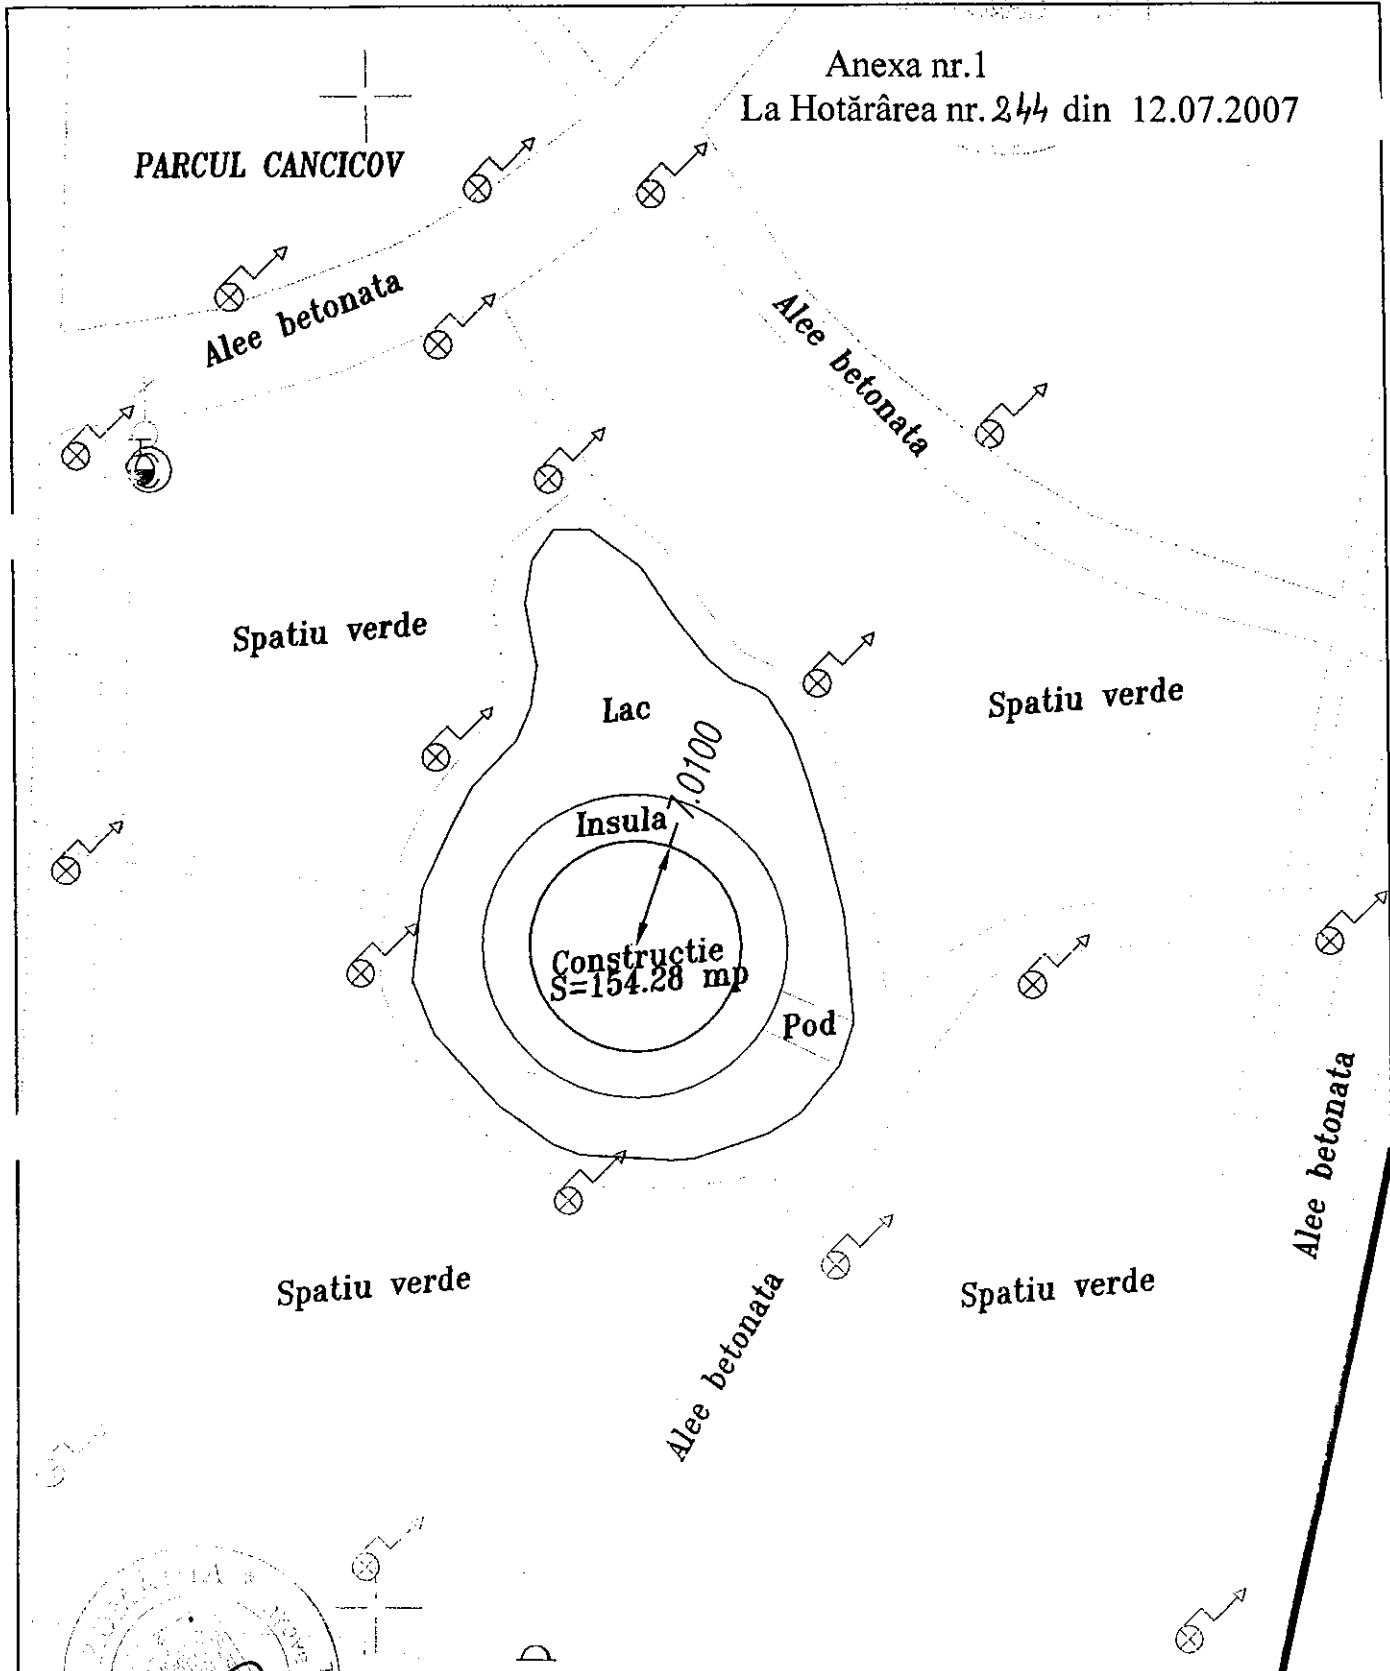 Anexa nr.1
La Hotărârea nr. 244 din 12.07.2007
PARCUL CANCICOV
Alee betonata
Alee betonata
Spatiu verde
Lac
Spatiu verde
7.0100
Insula
Constructie
S=154.28 mp
Pod
Alee betonata
Spatiu verde
Spatiu verde
Alee betonata